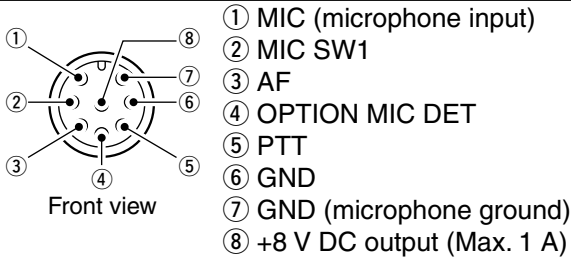 ① ⑧
② ⑦
③ ④ ⑤ ⑥
Front view
① MIC (microphone input)
② MIC SW1
③ AF
④ OPTION MIC DET
⑤ PTT
⑥ GND
⑦ GND (microphone ground)
⑧ +8 V DC output (Max. 1 A)